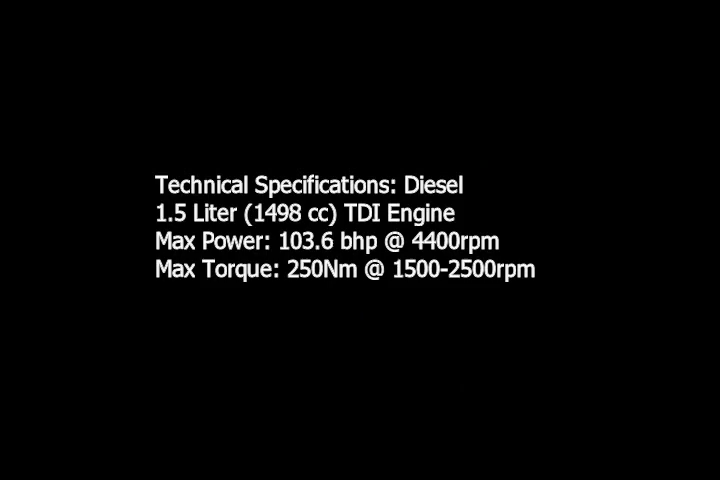 Technical Specifications: Diesel
1.5 Liter (1498 cc) TDI Engine
Max Power: 103.6 bhp @ 4400rpm
Max Torque: 250Nm @ 1500-2500rpm